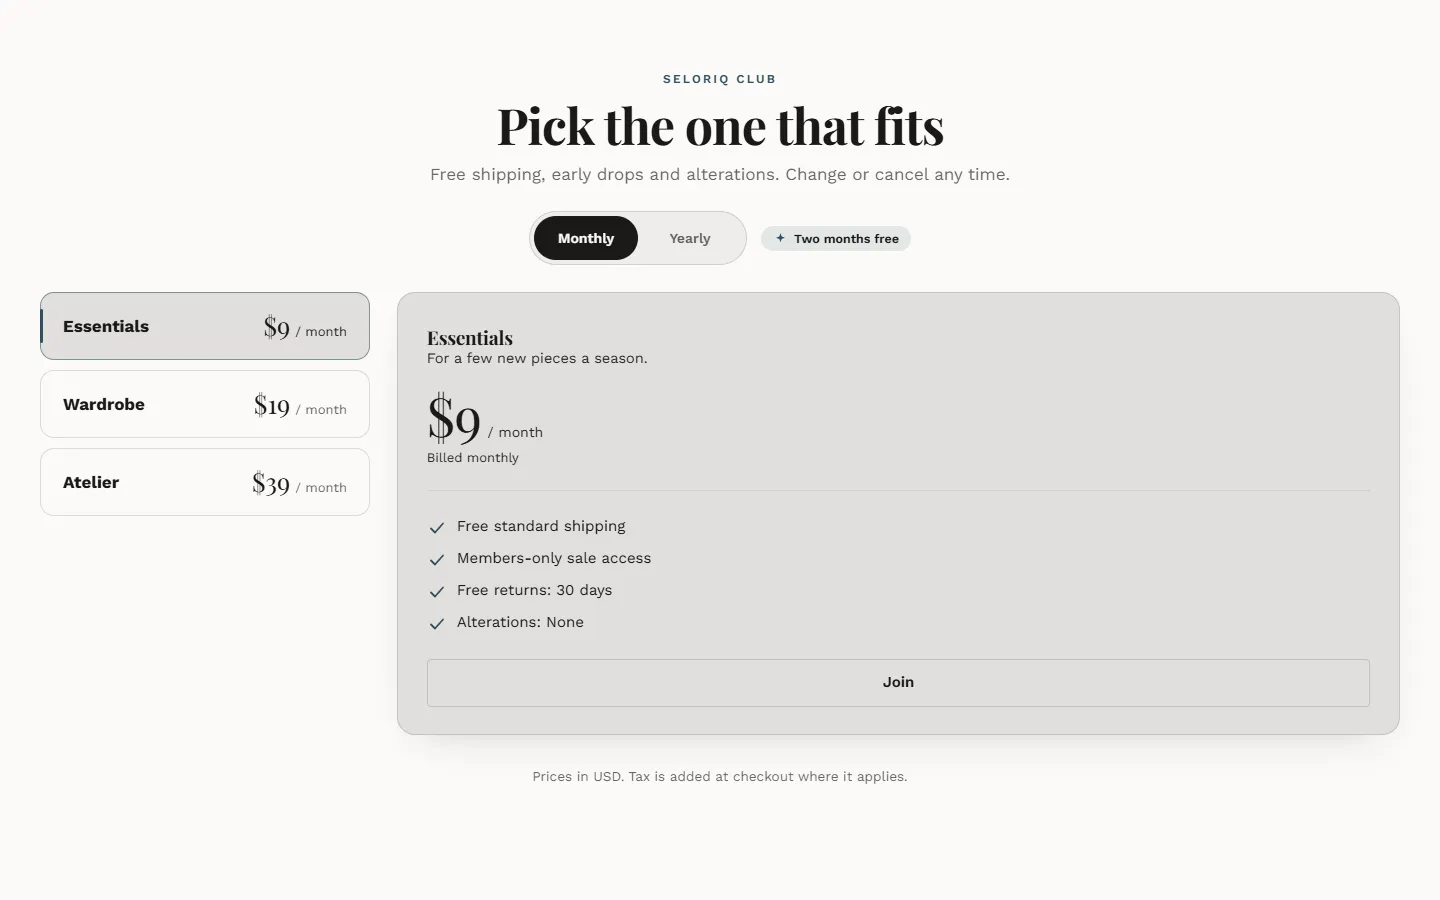 SELORIQ CLUB
Pick the one that fits
Free shipping, early drops and alterations. Change or cancel any time.
Monthly
Yearly
Two months free
Essentials
$9 / month
Wardrobe
$19 / month
Atelier
$39 / month
Essentials
For a few new pieces a season.
$9 / month
Billed monthly
Free standard shipping
Members-only sale access
Free returns: 30 days
Alterations: None
Join
Prices in USD. Tax is added at checkout where it applies.